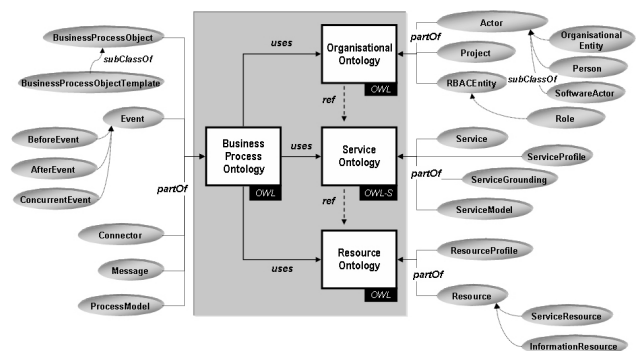 BusinessProcessObject
subClassOf
BusinessProcessObjectTemplate
Event
BeforeEvent
AfterEvent
ConcurrentEvent
partOf
Connector
Message
ProcessModel
Business
Process
Ontology
OWL
uses
uses
uses
Organisational
Ontology
OWL
ref
Service
Ontology
OWL-S
ref
Resource
Ontology
OWL
Actor
partOf
Project
RBACEntity
subClassOf
Organisational
Entity
Person
SoftwareActor
Role
Service
ServiceProfile
partOf
ServiceGrounding
ServiceModel
ResourceProfile
partOf
Resource
ServiceResource
InformationResource